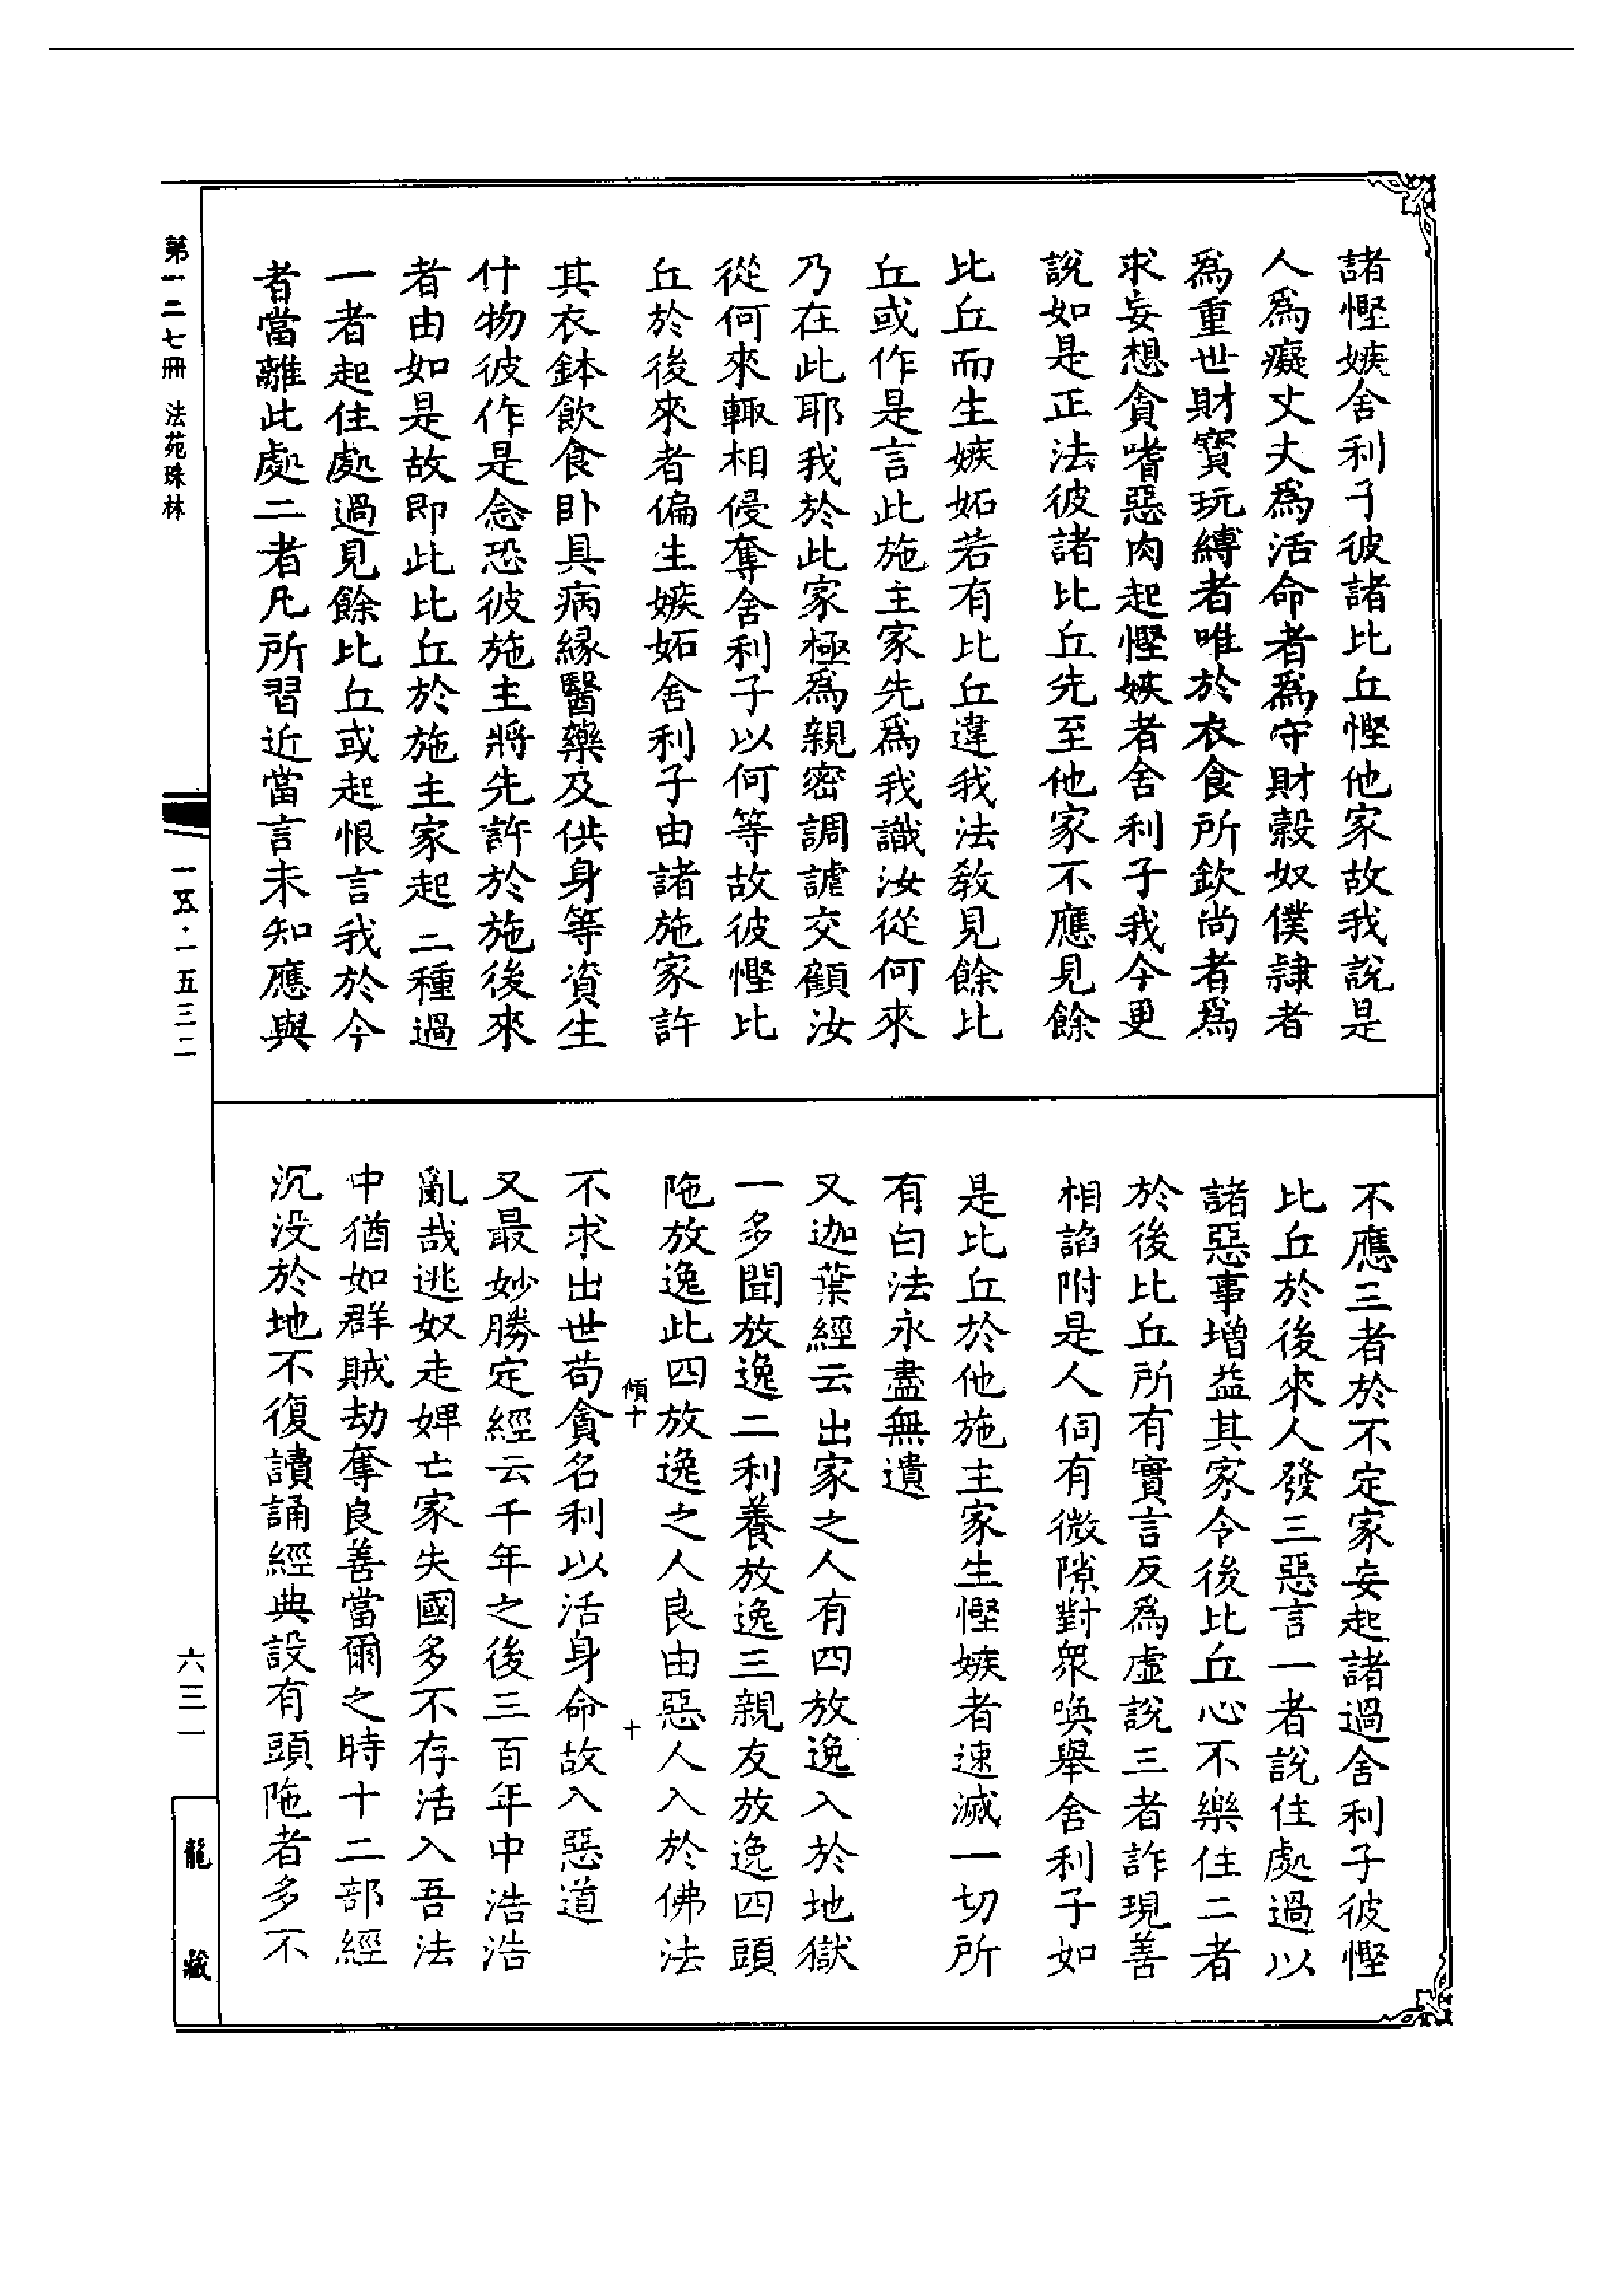 諸慳嫉舍利子彼諸比丘慳他家故我說是
人為癡丈夫為活命者為守財穀奴僕隷者
為重世財寳玩縛者唯於衣食所欽尚者為
求妄想貪嗜惡肉起慳嫉者舍利子我今更
說如是正法彼諸比丘先至他家不應見餘
比丘而生嫉妬若有比丘違我法教見餘比
丘或作是言此施主家先為我識汝從何來
乃在此耶我於此家極為親密調謔交顧汝
從何來輙相侵奪舍利子以何等故彼慳比
丘於後來者偏生嫉妬舍利子由諸施家許
其衣鉢飲食卧具病緣醫藥及供身等資生
什物彼作是念恐彼施主將先許於施後來
者由如是故即此比丘於施主家起二種過
一者起住處過見餘比丘或起恨言我於今
者當離此處二者凡所習近當言未知應與
不應三者於不定家妄起諸過舍利子彼慳
比丘於後來人發三惡言一者說住處過以
諸惡事增益其家令後比丘心不樂住二者
於後比丘所有實言反為虛說三者詐現善
相諂附是人伺有微隙對眾喚舉舍利子如
是比丘於他施主家生慳嫉者速滅一切所
有白法永盡無遺
又迦葉經云出家之人有四放逸入於地獄
一多聞放逸二利養放逸三親友放逸四頭
陁放逸此四放逸之人良由惡人入於佛法
傾十
十
不求出世苟貪名利以活身命故入惡道
又最妙勝定經云千年之後三百年中浩浩
亂哉逃奴走婢亡家失國多不存活入吾法
中猶如群賊劫奪良善當爾之時十二部經
沉没於地不復讀誦經典設有頭陁者多不
第一二七冊 法苑珠林
一五·一五三二
六三一
龍藏